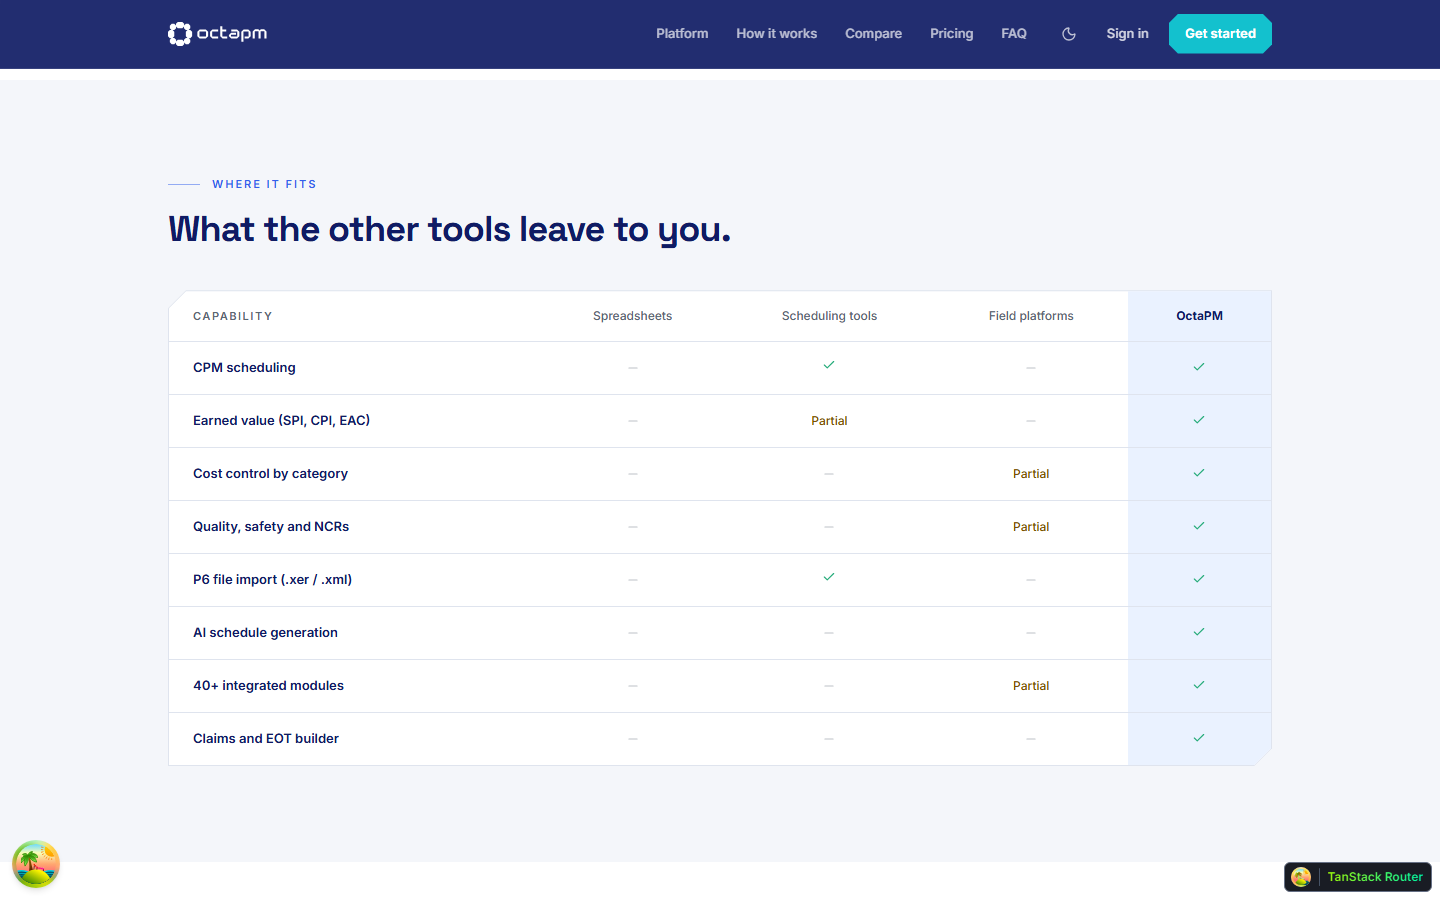 octapm
Platform How it works Compare Pricing FAQ Sign in Get started
WHERE IT FITS
What the other tools leave to you.
CAPABILITY Spreadsheets Scheduling tools Field platforms OctaPM
CPM scheduling — ✓ — ✓
Earned value (SPI, CPI, EAC) — Partial — ✓
Cost control by category — — Partial ✓
Quality, safety and NCRs — — Partial ✓
P6 file import (.xer / .xml) — ✓ — ✓
AI schedule generation — — — ✓
40+ integrated modules — — Partial ✓
Claims and EOT builder — — — ✓
TanStack Router